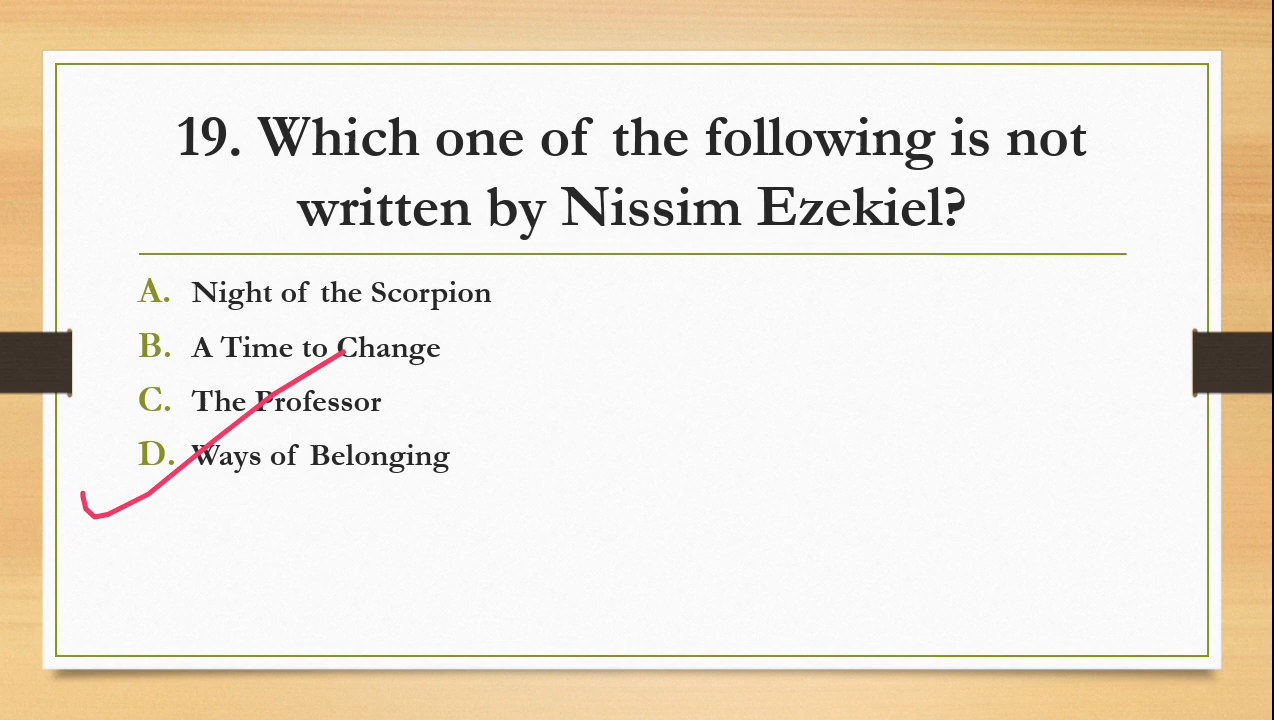 19. Which one of the following is not
written by Nissim Ezekiel?
A. Night of the Scorpion
B. A Time to Change
C. The Professor
D. Ways of Belonging